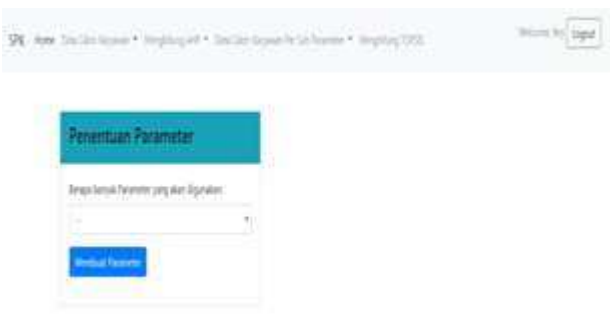 SPK Home Data Calon Karyawan Menghitung AHP Data Calon Karyawan Per Sub Parameter Menghitung TOPSIS Welcome, Logout
Penentuan Parameter
Berapa banyak Parameter yang akan digunakan
Membuat Parameter